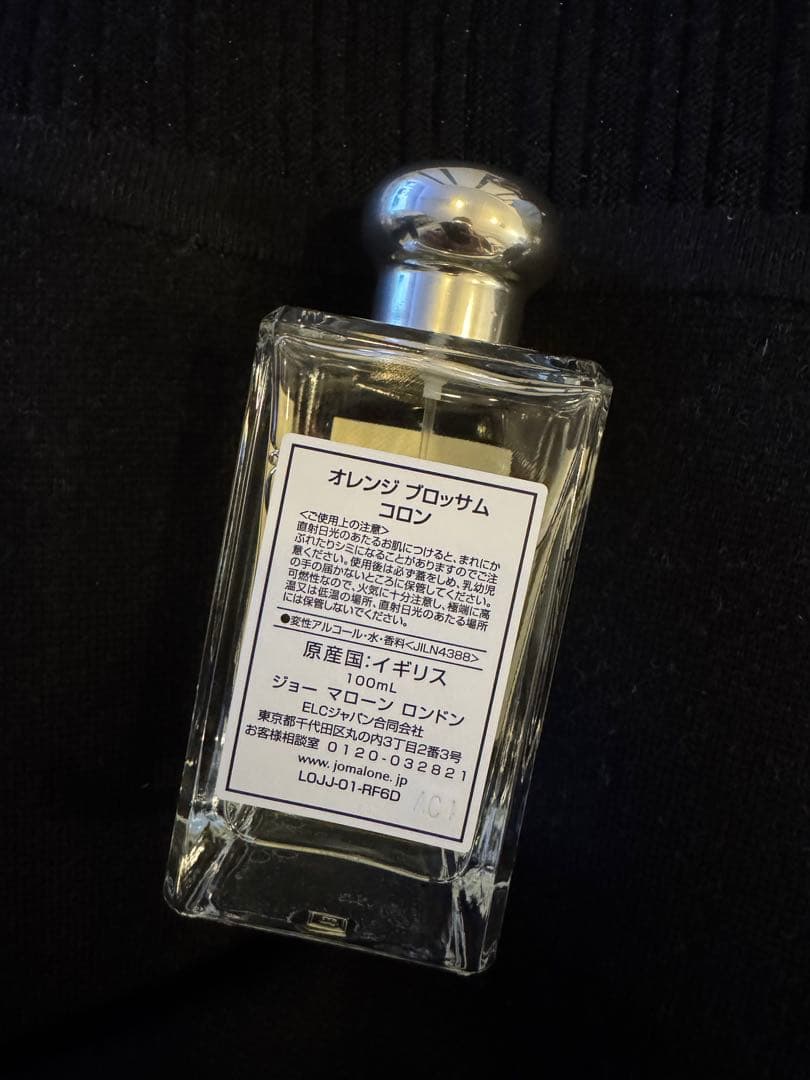 オレンジ ブロッサム
コロン
<ご使用上の注意>
直射日光のあたるお肌につけると、まれにか
ぶれたりシミになることがありますのでご注
意ください。使用後は必ず蓋をしめ、乳幼児
の手の届かないところに保管してください。
可燃性なので、火気に十分注意し、極端に高
温又は低温の場所、直射日光のあたる場所
には保管しないでください。
●変性アルコール・水・香料<JILN4388>
原産国:イギリス
100mL
ジョー マローン ロンドン
ELCジャパン合同会社
東京都千代田区丸の内3丁目2番3号
お客様相談室 0120-032821
www.jomalone.jp
LOJJ-01-RF6D